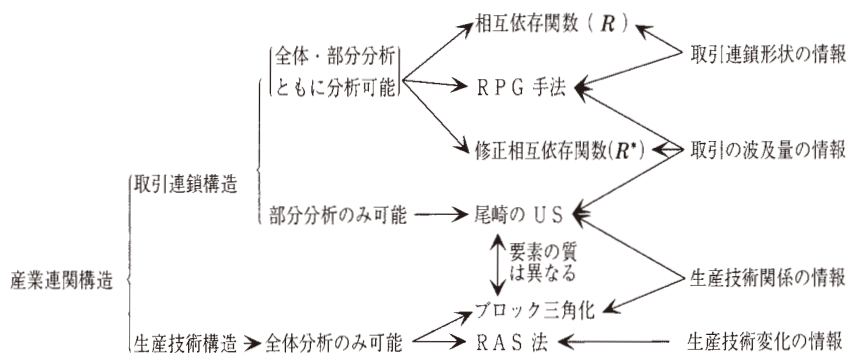 相互依存関数(R)
全体・部分分析
ともに分析可能
取引連鎖形状の情報
RPG手法
修正相互依存関数(R*)
取引の波及量の情報
取引連鎖構造
部分分析のみ可能
尾崎のUS
要素の質
は異なる
産業連関構造
生産技術関係の情報
ブロック三角化
生産技術構造
全体分析のみ可能
RAS法
生産技術変化の情報